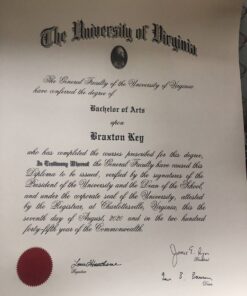 The University of Virginia
The General Faculty of the University of Virginia
have conferred the degree of
Bachelor of Arts
upon
Braxton Key
who has completed the courses prescribed for this degree,
In Testimony Whereof the General Faculty have caused this
Diploma to be issued, verified by the signatures of the
President of the University and the Dean of the School,
and under the corporate seal of the University, attested
by the Registrar, at Charlottesville, Virginia, this the
seventh day of August, 2020 and in the two hundred
forty-fifth year of the Commonwealth.
James E. Ryan
President
Registrar
Dean